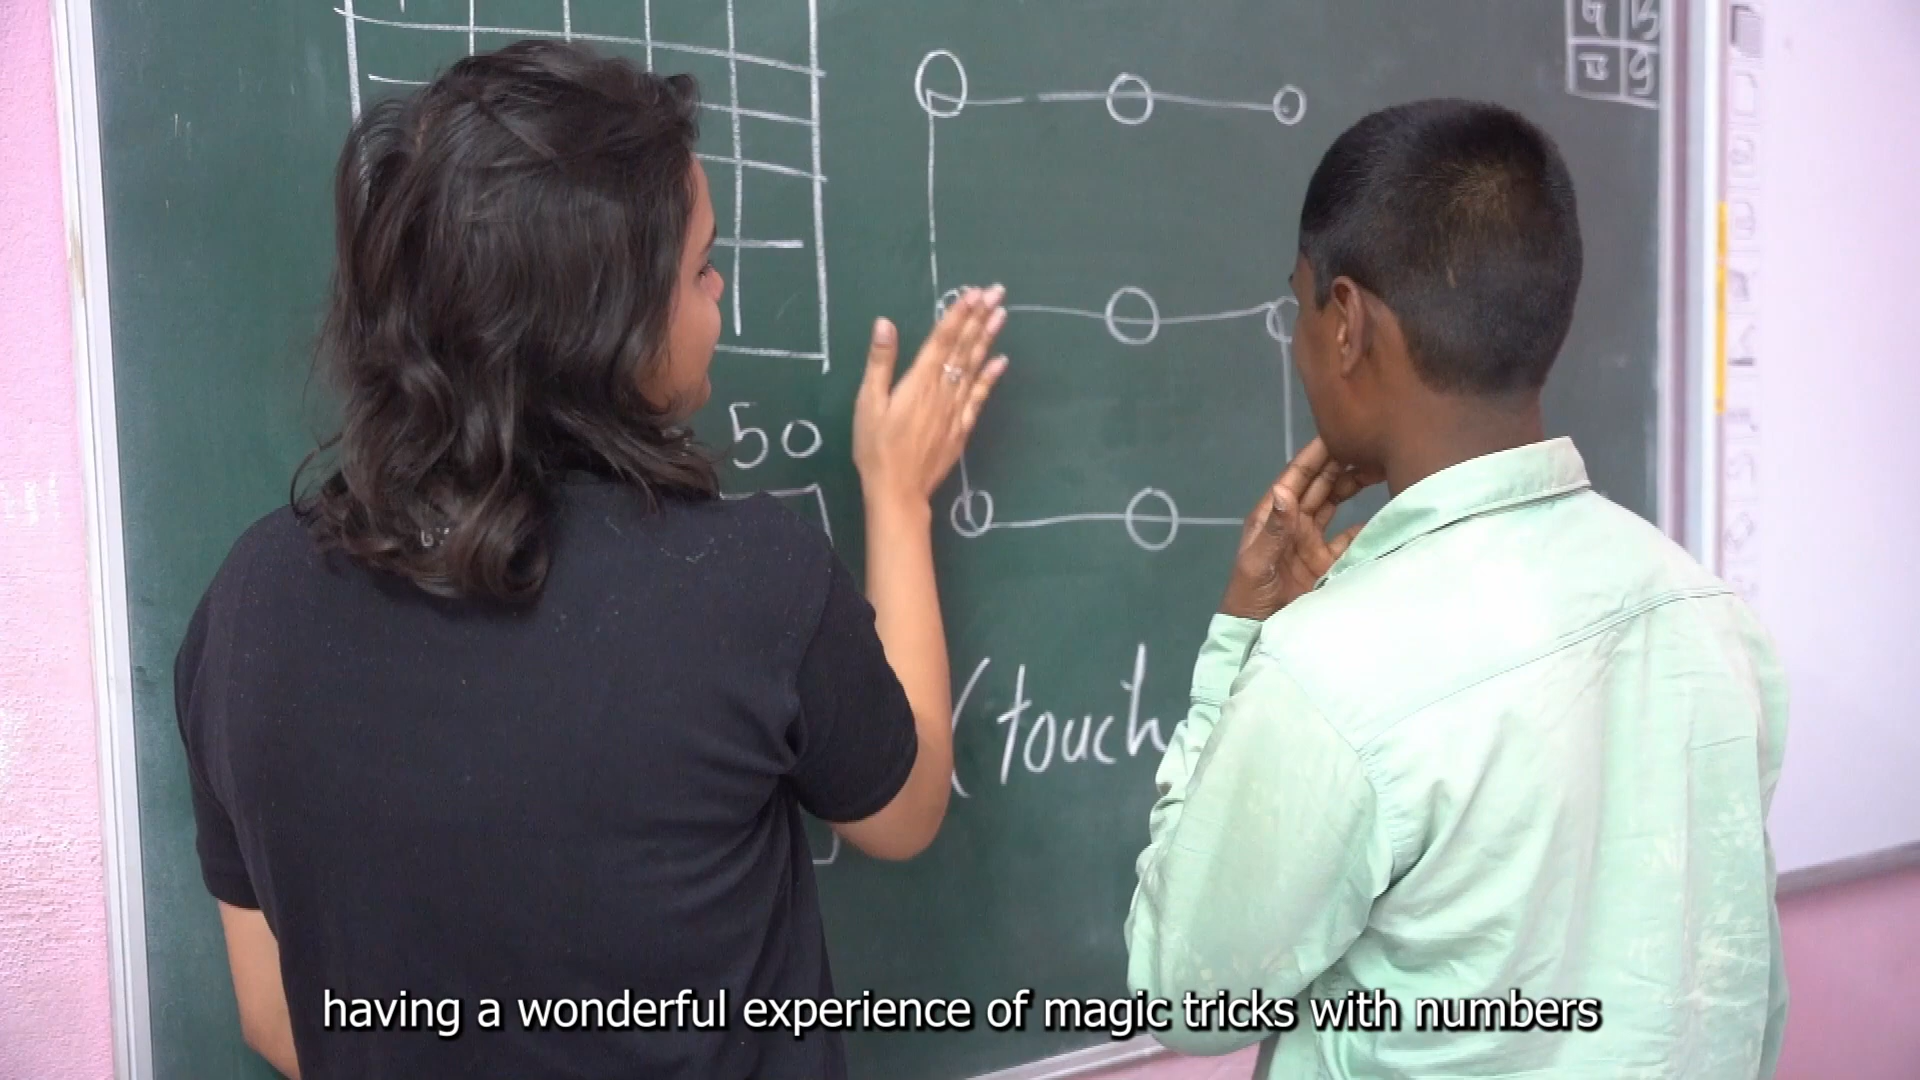 50
(touch
having a wonderful experience of magic tricks with numbers